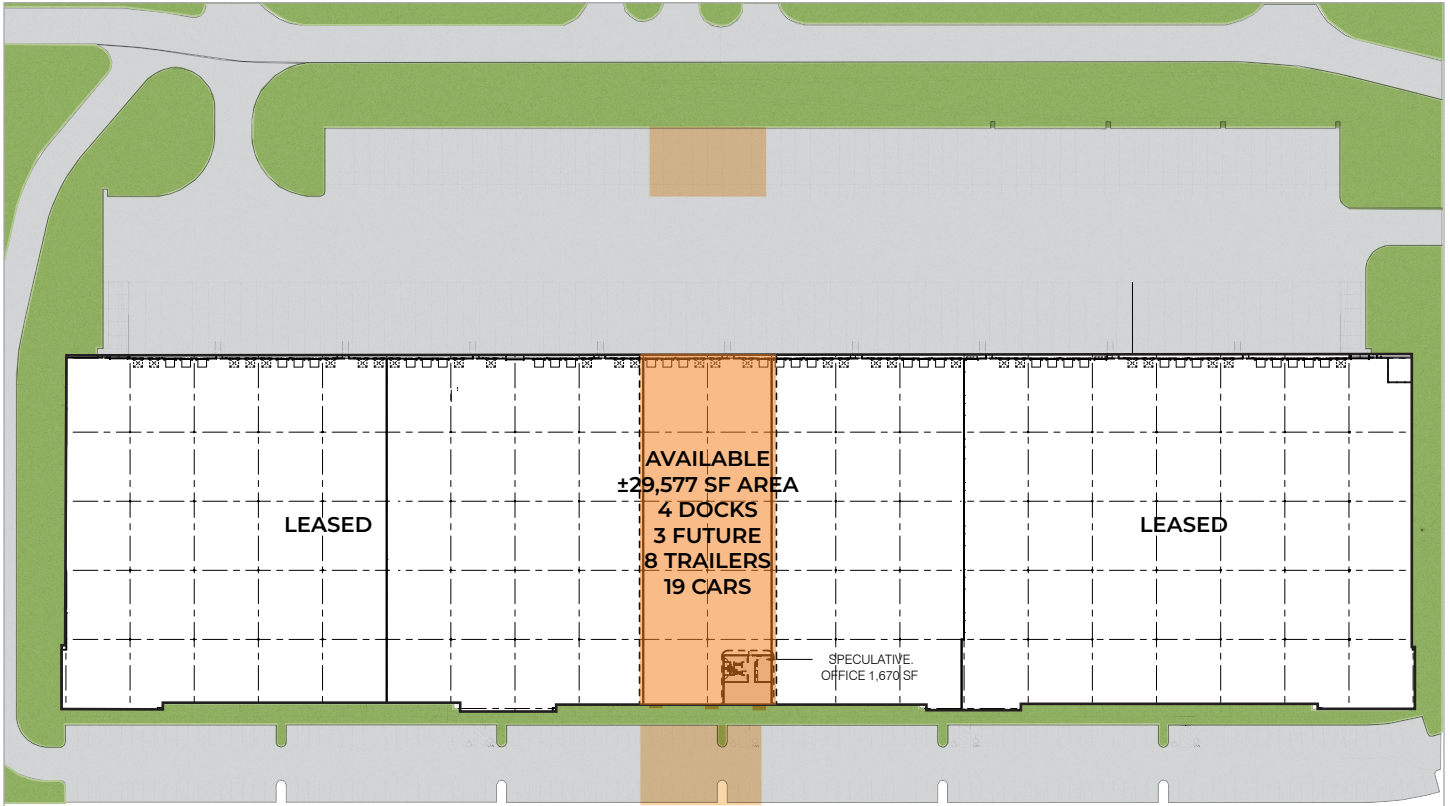 AVAILABLE
±29,577 SF AREA
4 DOCKS
3 FUTURE
8 TRAILERS
19 CARS
LEASED
LEASED
SPECULATIVE.
OFFICE 1,670 SF